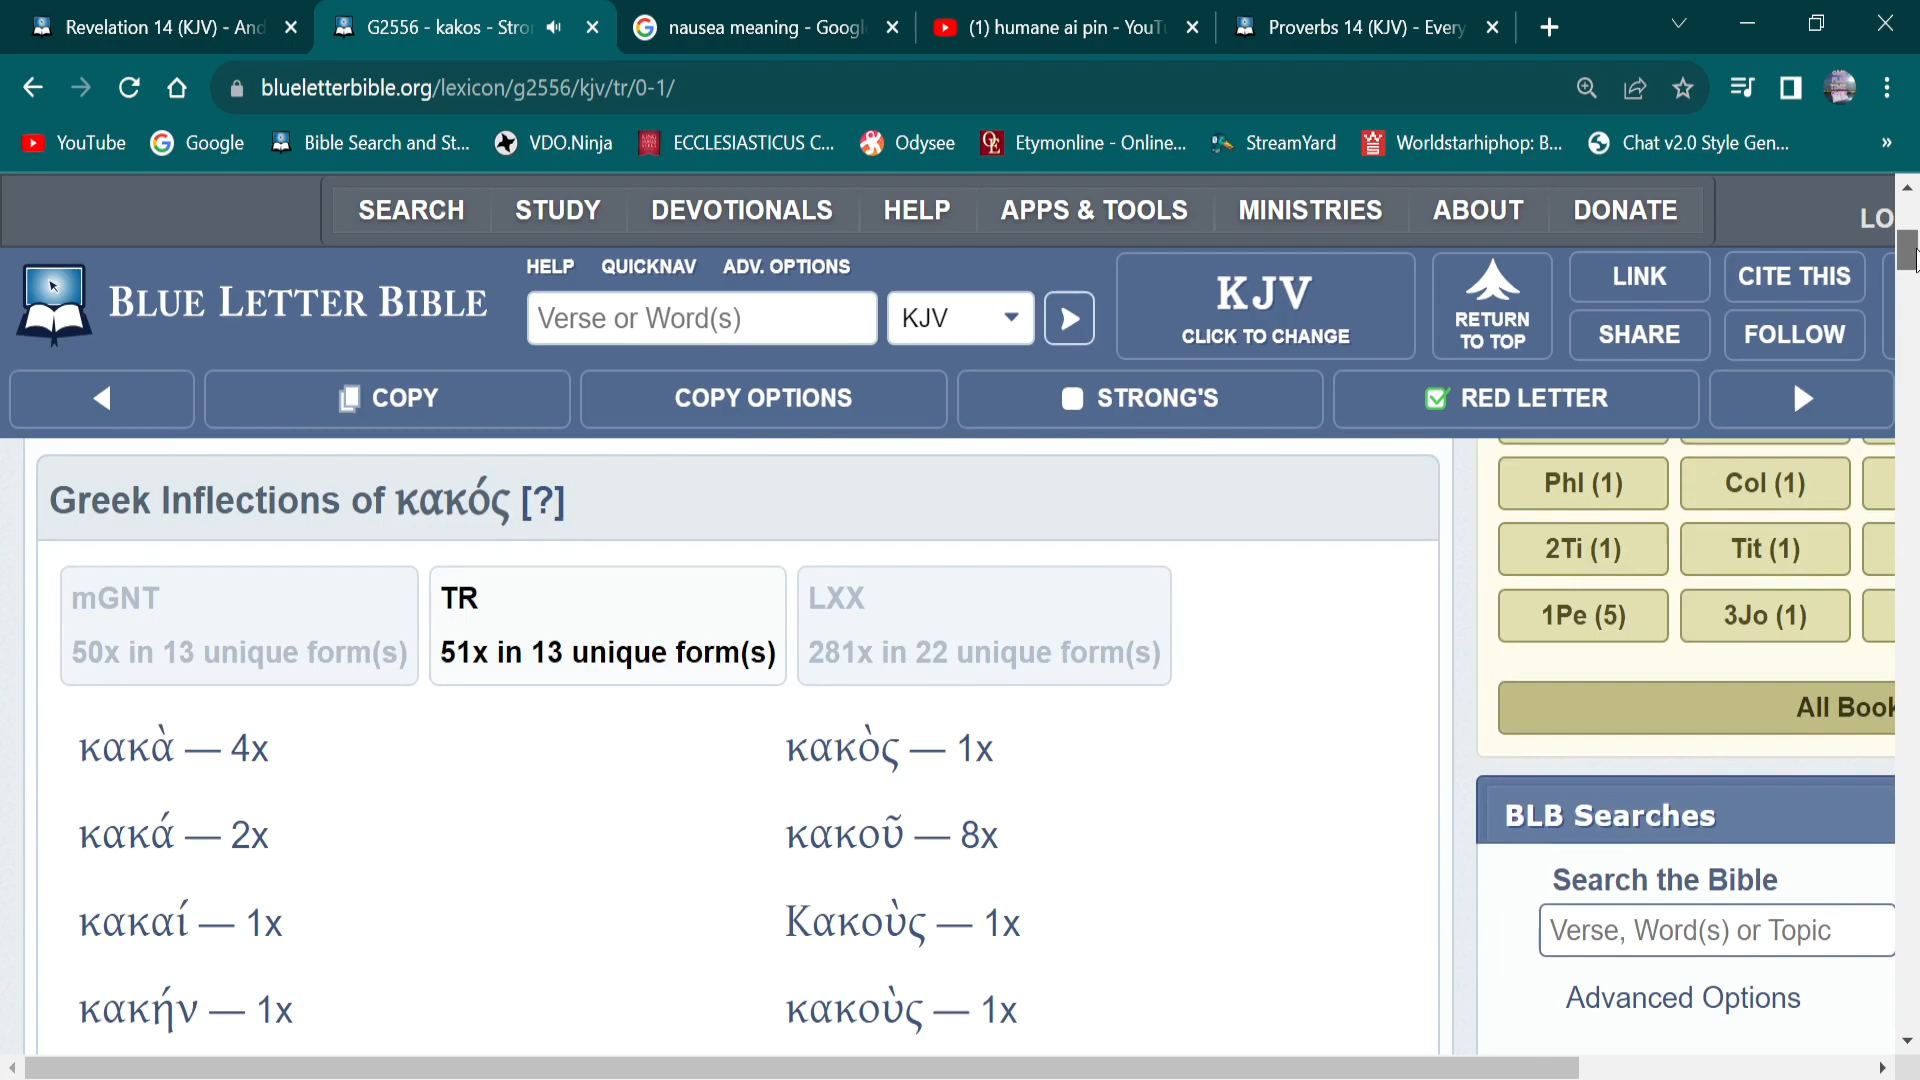 Revelation 14 (KJV) - And
G2556 - kakos - Stro
nausea meaning - Googl
(1) humane ai pin - YouT
Proverbs 14 (KJV) - Every
blueletterbible.org/lexicon/g2556/kjv/tr/0-1/
YouTube
Google
Bible Search and St...
VDO.Ninja
ECCLESIASTICUS C...
Odysee
Etymonline - Online...
StreamYard
Worldstarhiphop: B...
Chat v2.0 Style Gen...
»
SEARCH
STUDY
DEVOTIONALS
HELP
APPS & TOOLS
MINISTRIES
ABOUT
DONATE
LO
BLUE LETTER BIBLE
HELP
QUICKNAV
ADV. OPTIONS
Verse or Word(s)
KJV
KJV
CLICK TO CHANGE
RETURN
TO TOP
LINK
CITE THIS
SHARE
FOLLOW
COPY
COPY OPTIONS
STRONG'S
RED LETTER
Greek Inflections of κακός [?]
mGNT
50x in 13 unique form(s)
TR
51x in 13 unique form(s)
LXX
281x in 22 unique form(s)
κακὰ — 4x
κακὸς — 1x
κακά — 2x
κακοῦ — 8x
κακαί — 1x
Κακοὺς — 1x
κακήν — 1x
κακοὺς — 1x
Phl (1)
Col (1)
2Ti (1)
Tit (1)
1Pe (5)
3Jo (1)
All Book
BLB Searches
Search the Bible
Verse, Word(s) or Topic
Advanced Options